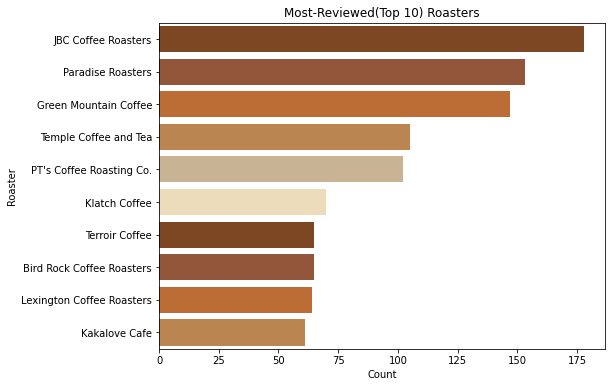 Most-Reviewed(Top 10) Roasters
JBC Coffee Roasters
Paradise Roasters
Green Mountain Coffee
Temple Coffee and Tea
PT's Coffee Roasting Co.
Klatch Coffee
Terroir Coffee
Bird Rock Coffee Roasters
Lexington Coffee Roasters
Kakalove Cafe
Roaster
0 25 50 75 100 125 150 175
Count